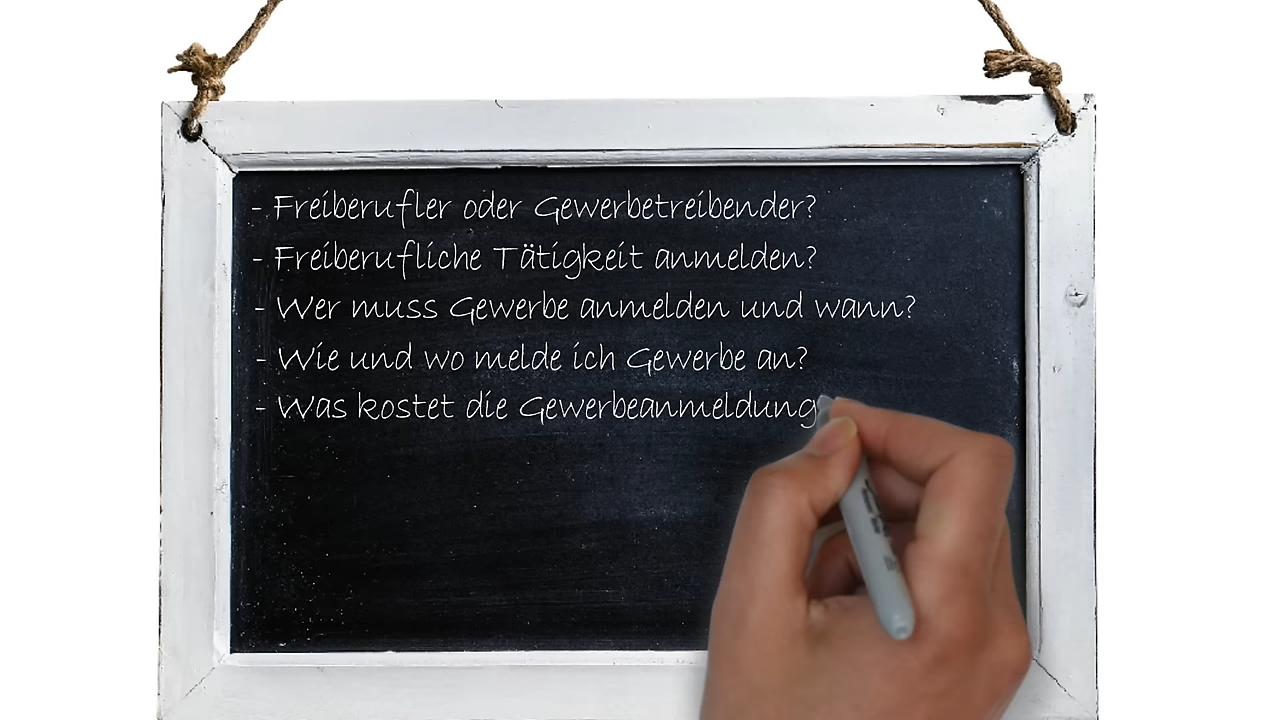 - Freiberufler oder Gewerbetreibender?
- Freiberufliche Tätigkeit anmelden?
- Wer muss Gewerbe anmelden und wann?
- Wie und wo melde ich Gewerbe an?
- Was kostet die Gewerbeanmeldung